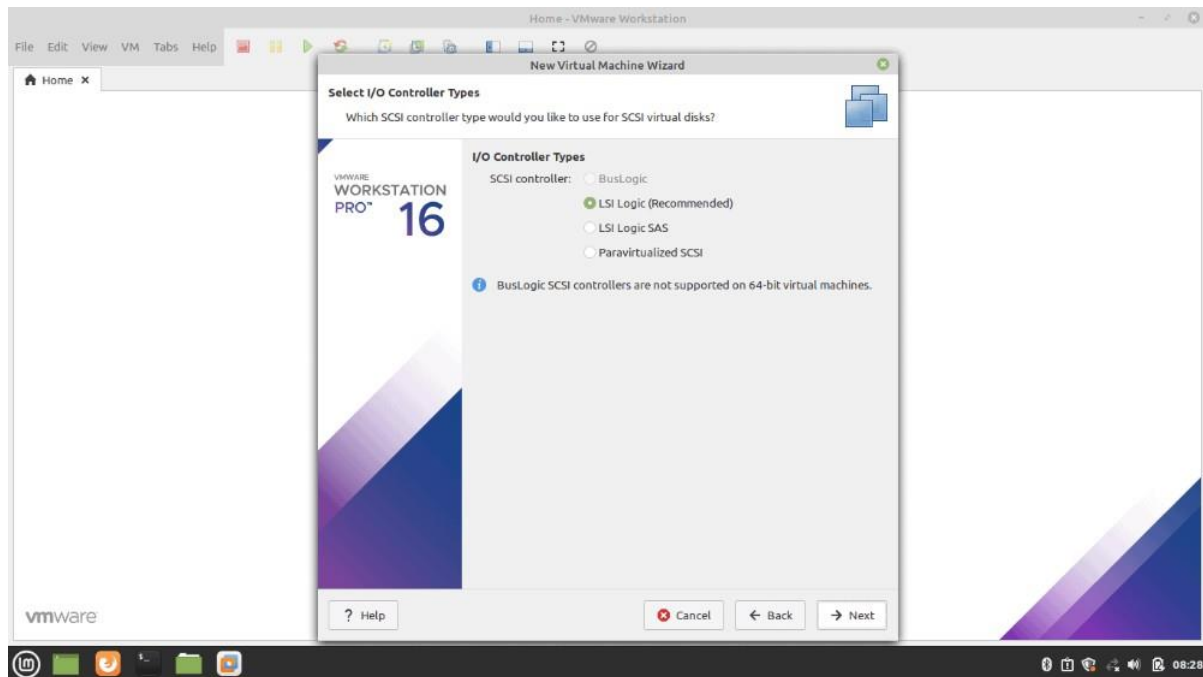 Home - VMware Workstation
File Edit View VM Tabs Help
Home
New Virtual Machine Wizard
Select I/O Controller Types
Which SCSI controller type would you like to use for SCSI virtual disks?
VMWARE
WORKSTATION
PRO™ 16
I/O Controller Types
SCSI controller: BusLogic
LSI Logic (Recommended)
LSI Logic SAS
Paravirtualized SCSI
BusLogic SCSI controllers are not supported on 64-bit virtual machines.
? Help Cancel Back Next
vmware
08:28